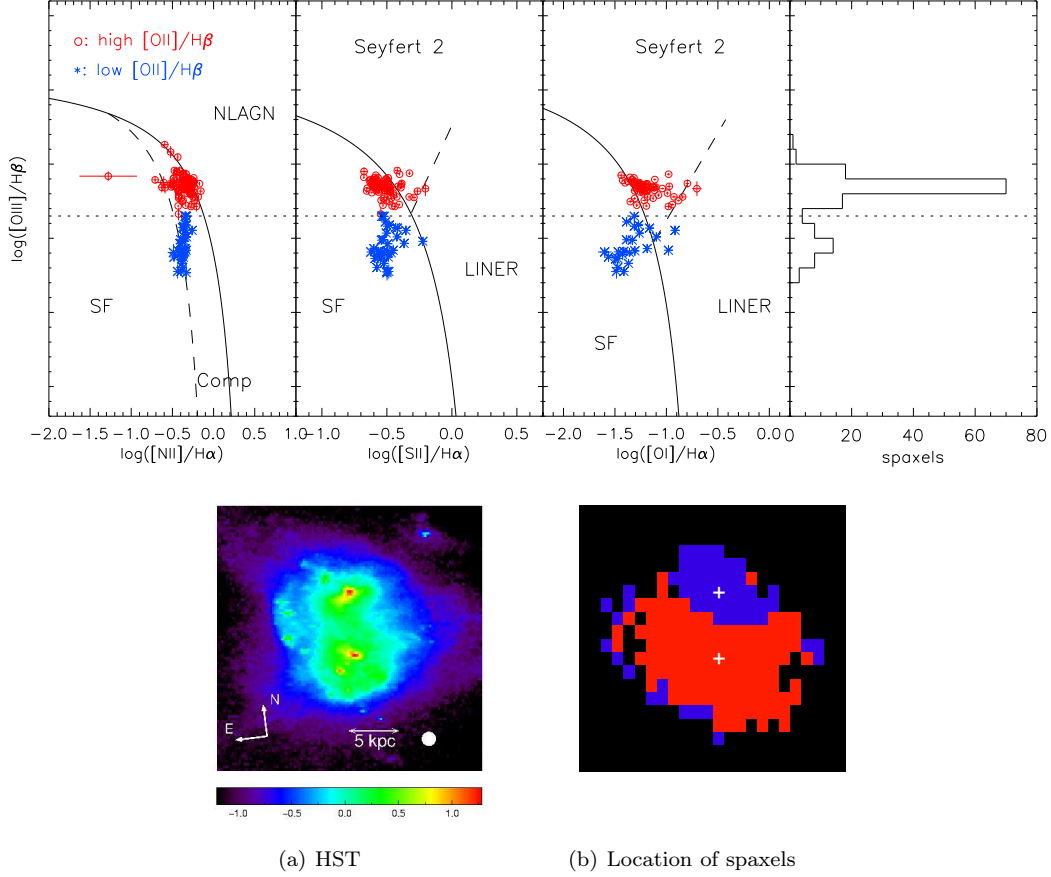 o: high [OII]/Hβ
*: low [OII]/Hβ
NLAGN
SF
Comp
Seyfert 2
LINER
SF
Seyfert 2
LINER
SF
log([OIII]/Hβ)
-2.0 -1.5 -1.0 -0.5 0.0 0.5 1.0
-1.0 -0.5 0.0 0.5
-2.0 -1.5 -1.0 -0.5 0.0
0 20 40 60 80
log([NII]/Hα)
log([SII]/Hα)
log([OI]/Hα)
spaxels
N
E
5 kpc
-1.0 -0.5 0.0 0.5 1.0
(a) HST
(b) Location of spaxels